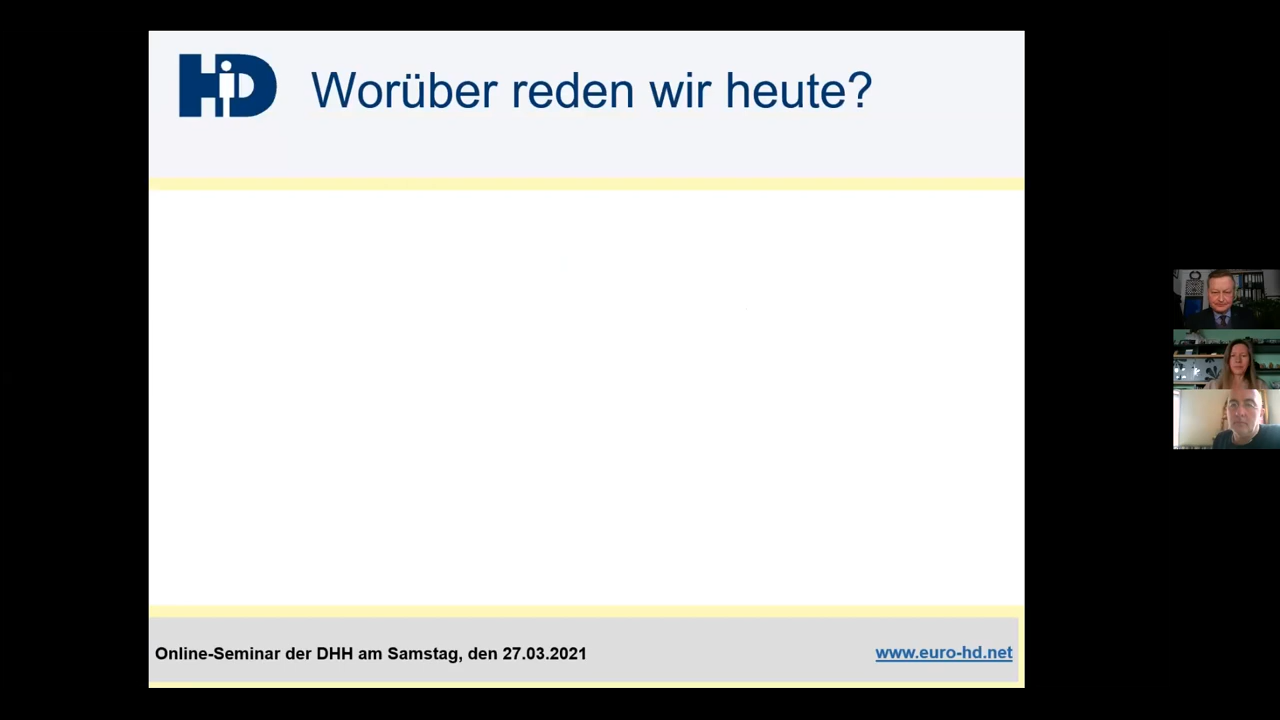 HD
Worüber reden wir heute?
Online-Seminar der DHH am Samstag, den 27.03.2021
www.euro-hd.net